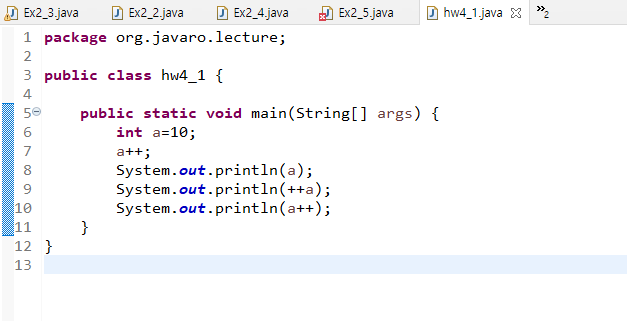 Ex2_3.java Ex2_2.java Ex2_4.java Ex2_5.java hw4_1.java »2
1 package org.javaro.lecture;
2
3 public class hw4_1 {
4
5 public static void main(String[] args) {
6 int a=10;
7 a++;
8 System.out.println(a);
9 System.out.println(++a);
10 System.out.println(a++);
11 }
12 }
13